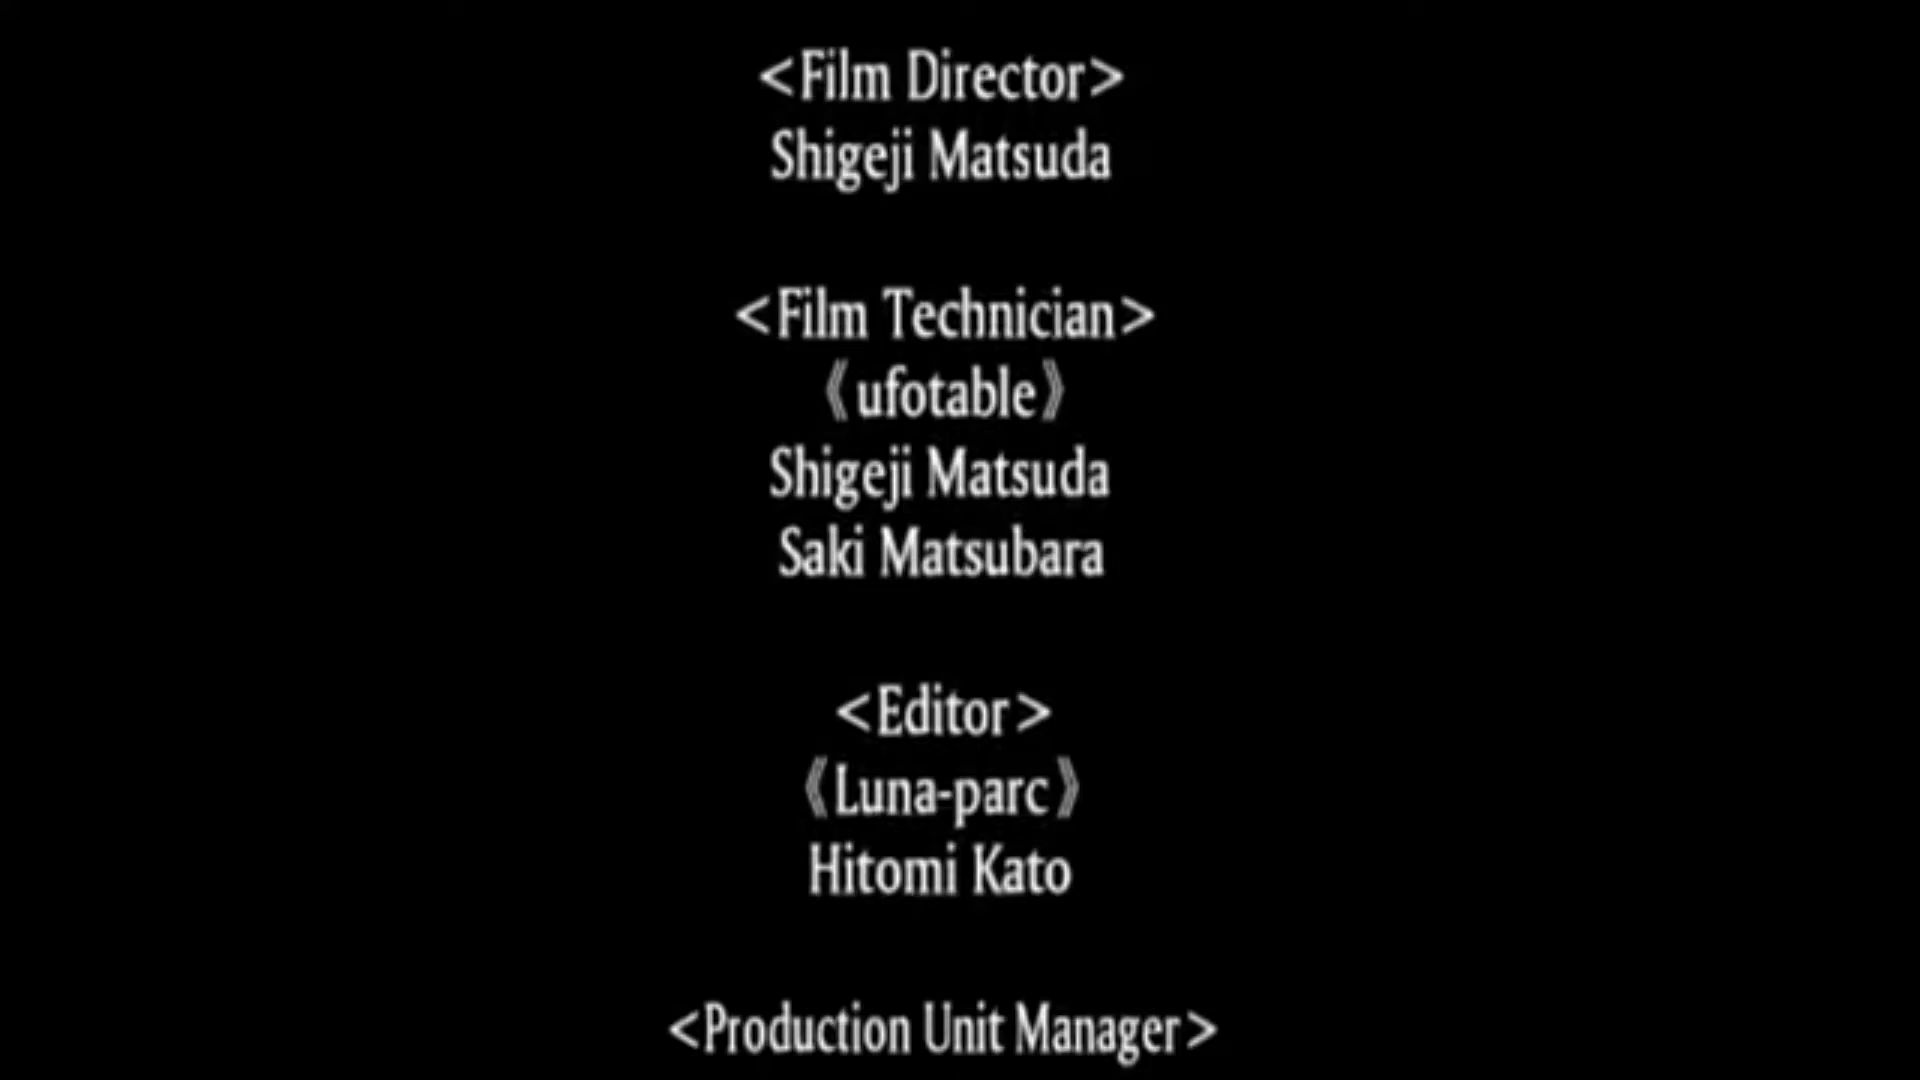 <Film Director>
Shigeji Matsuda
<Film Technician>
《ufotable》
Shigeji Matsuda
Saki Matsubara
<Editor>
《Luna-parc》
Hitomi Kato
<Production Unit Manager>